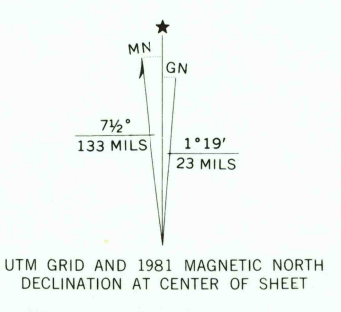 ★
MN
GN
7½°
133 MILS
1°19′
23 MILS
UTM GRID AND 1981 MAGNETIC NORTH
DECLINATION AT CENTER OF SHEET